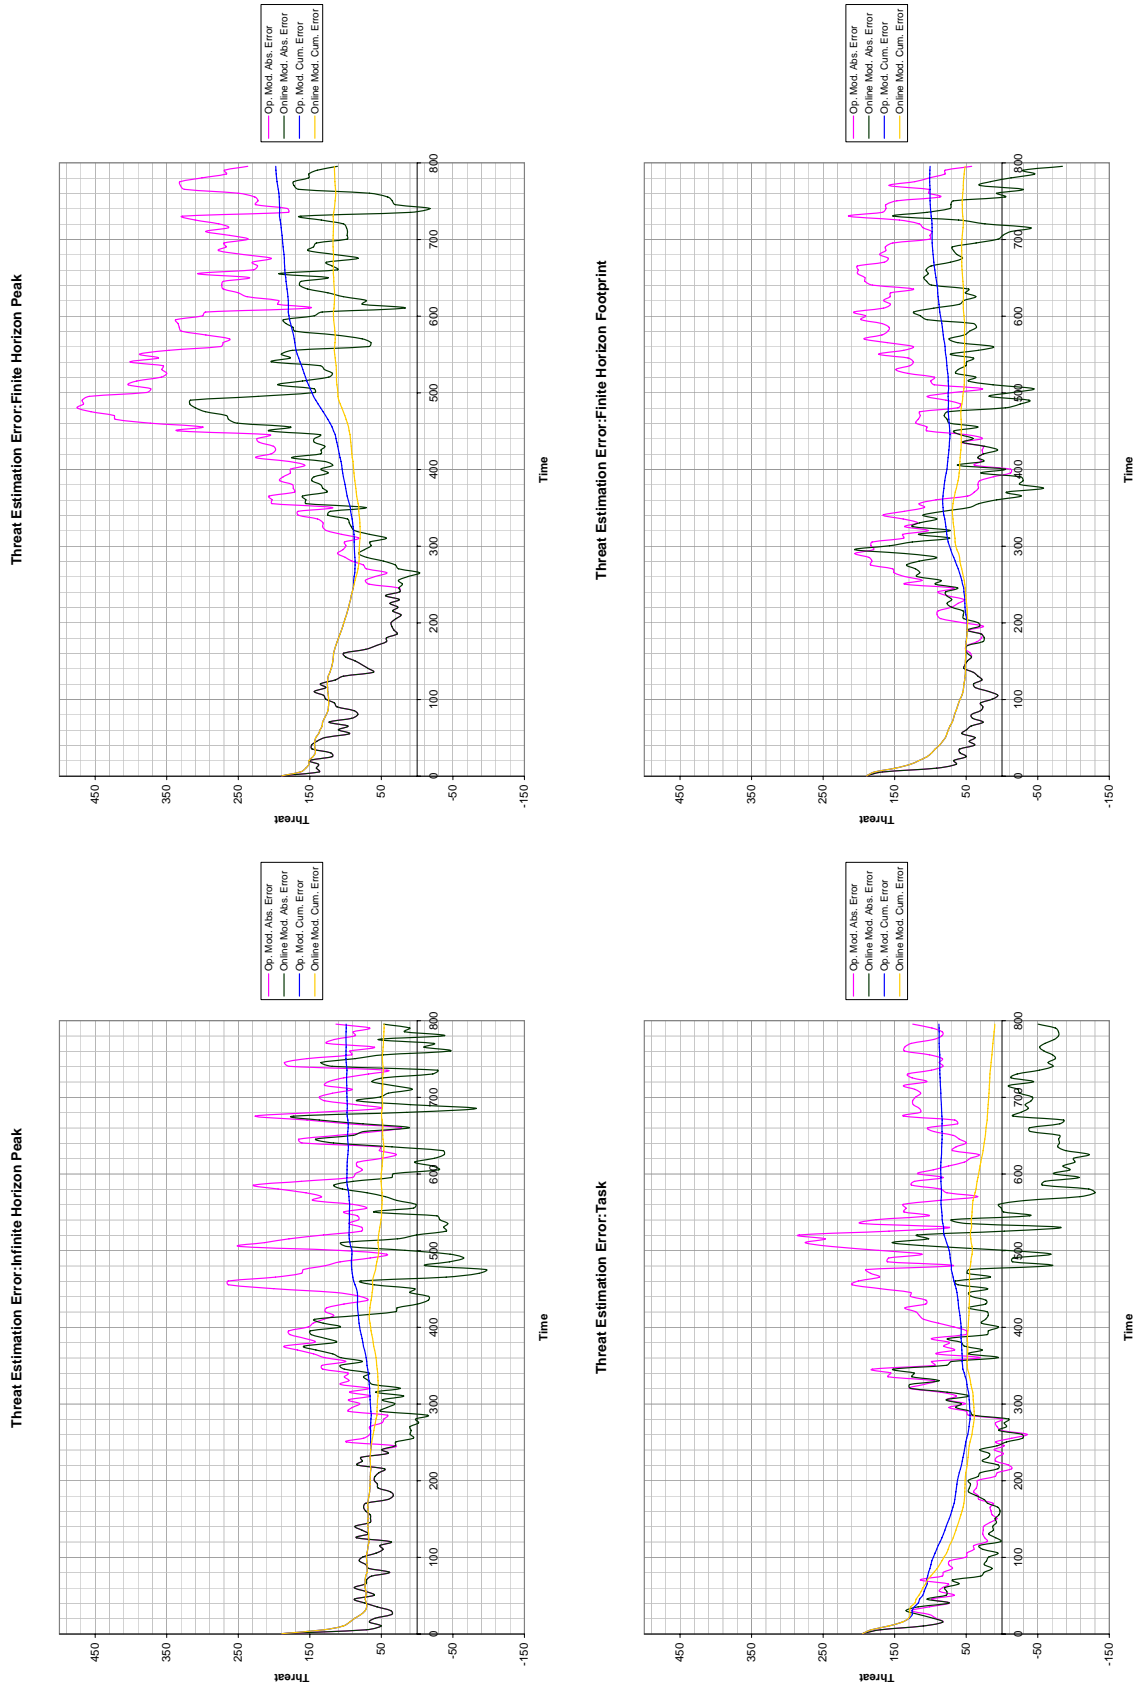 Threat Estimation Error:Infinite Horizon Peak
450
350
250
150
50
-50
-150
0
100
200
300
400
500
600
700
800
Threat
Time
Op. Mod. Abs. Error
Online Mod. Abs. Error
Op. Mod. Cum. Error
Online Mod. Cum. Error
Threat Estimation Error:Finite Horizon Peak
450
350
250
150
50
-50
-150
0
100
200
300
400
500
600
700
800
Threat
Time
Op. Mod. Abs. Error
Online Mod. Abs. Error
Op. Mod. Cum. Error
Online Mod. Cum. Error
Threat Estimation Error:Task
450
350
250
150
50
-50
-150
0
100
200
300
400
500
600
700
800
Threat
Time
Op. Mod. Abs. Error
Online Mod. Abs. Error
Op. Mod. Cum. Error
Online Mod. Cum. Error
Threat Estimation Error:Finite Horizon Footprint
450
350
250
150
50
-50
-150
0
100
200
300
400
500
600
700
800
Threat
Time
Op. Mod. Abs. Error
Online Mod. Abs. Error
Op. Mod. Cum. Error
Online Mod. Cum. Error